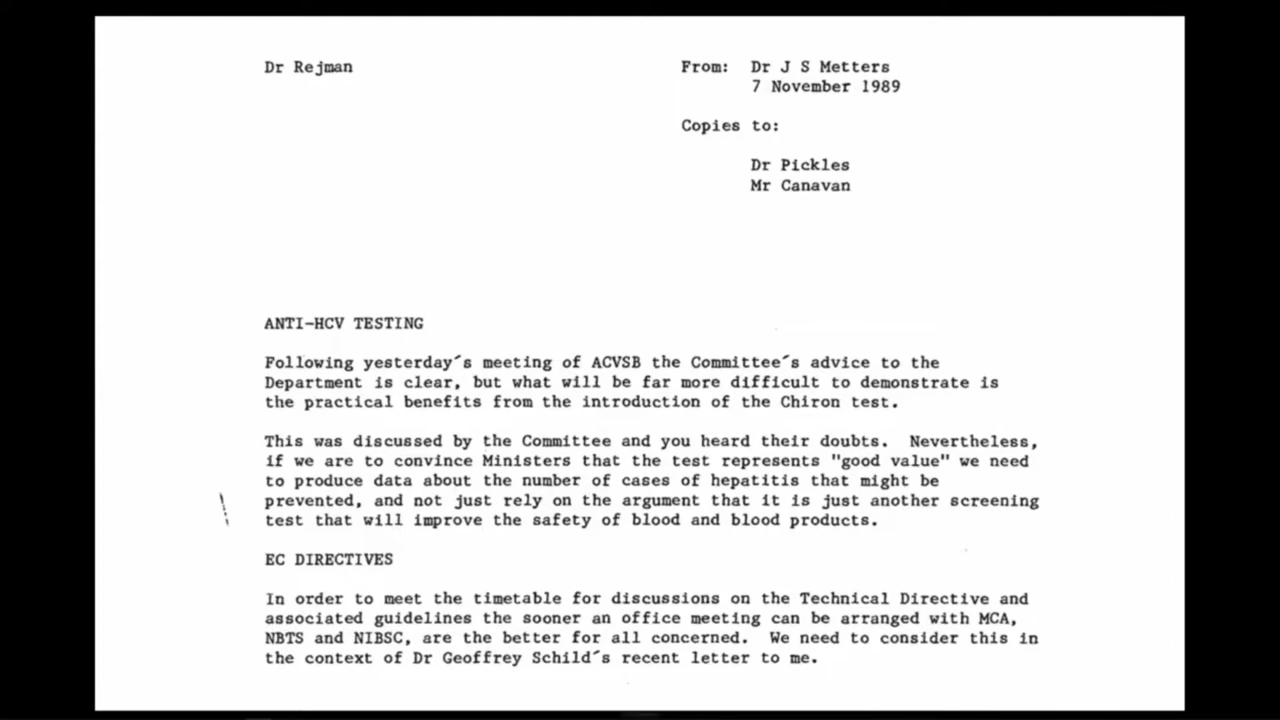 Dr Rejman
From: Dr J S Metters
7 November 1989
Copies to:
Dr Pickles
Mr Canavan
ANTI-HCV TESTING
Following yesterday´s meeting of ACVSB the Committee´s advice to the
Department is clear, but what will be far more difficult to demonstrate is
the practical benefits from the introduction of the Chiron test.
This was discussed by the Committee and you heard their doubts. Nevertheless,
if we are to convince Ministers that the test represents "good value" we need
to produce data about the number of cases of hepatitis that might be
prevented, and not just rely on the argument that it is just another screening
test that will improve the safety of blood and blood products.
EC DIRECTIVES
In order to meet the timetable for discussions on the Technical Directive and
associated guidelines the sooner an office meeting can be arranged with MCA,
NBTS and NIBSC, are the better for all concerned. We need to consider this in
the context of Dr Geoffrey Schild´s recent letter to me.